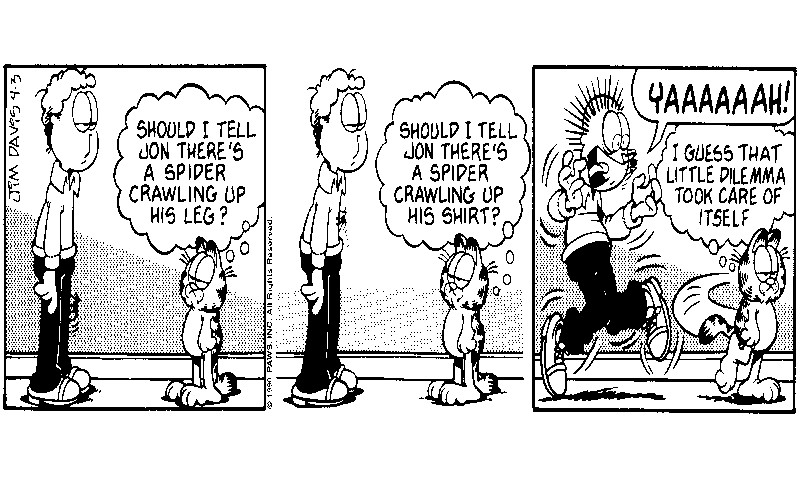 JIM DAVIS 4-3
SHOULD I TELL
JON THERE'S
A SPIDER
CRAWLING UP
HIS LEG?
© 1990 PAWS, INC. All Rights Reserved.
SHOULD I TELL
JON THERE'S
A SPIDER
CRAWLING UP
HIS SHIRT?
YAAAAAAH!
I GUESS THAT
LITTLE DILEMMA
TOOK CARE OF
ITSELF